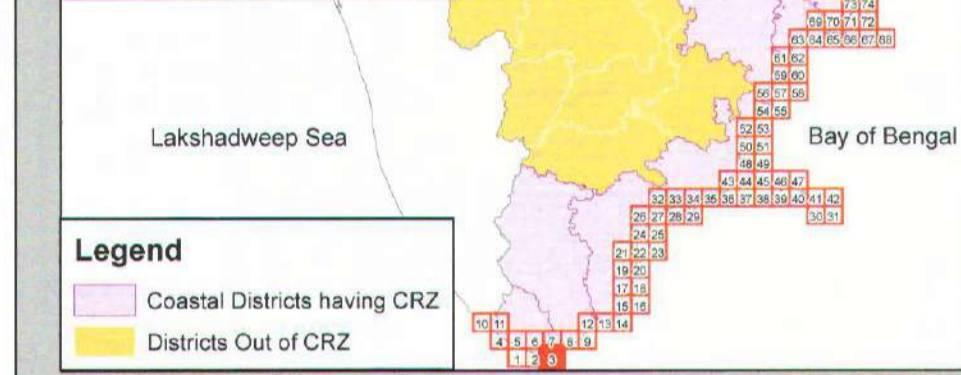 73 74
69 70 71 72
63 64 65 66 67 68
61 62
59 60
56 57 58
54 55
Lakshadweep Sea
52 53
Bay of Bengal
50 51
48 49
43 44 45 46 47
32 33 34 35 36 37 38 39 40 41 42
26 27 28 29
30 31
24 25
Legend
21 22 23
19 20
17 18
Coastal Districts having CRZ
15 16
10 11
12 13 14
Districts Out of CRZ
4 5 6 7 8 9
1 2 3